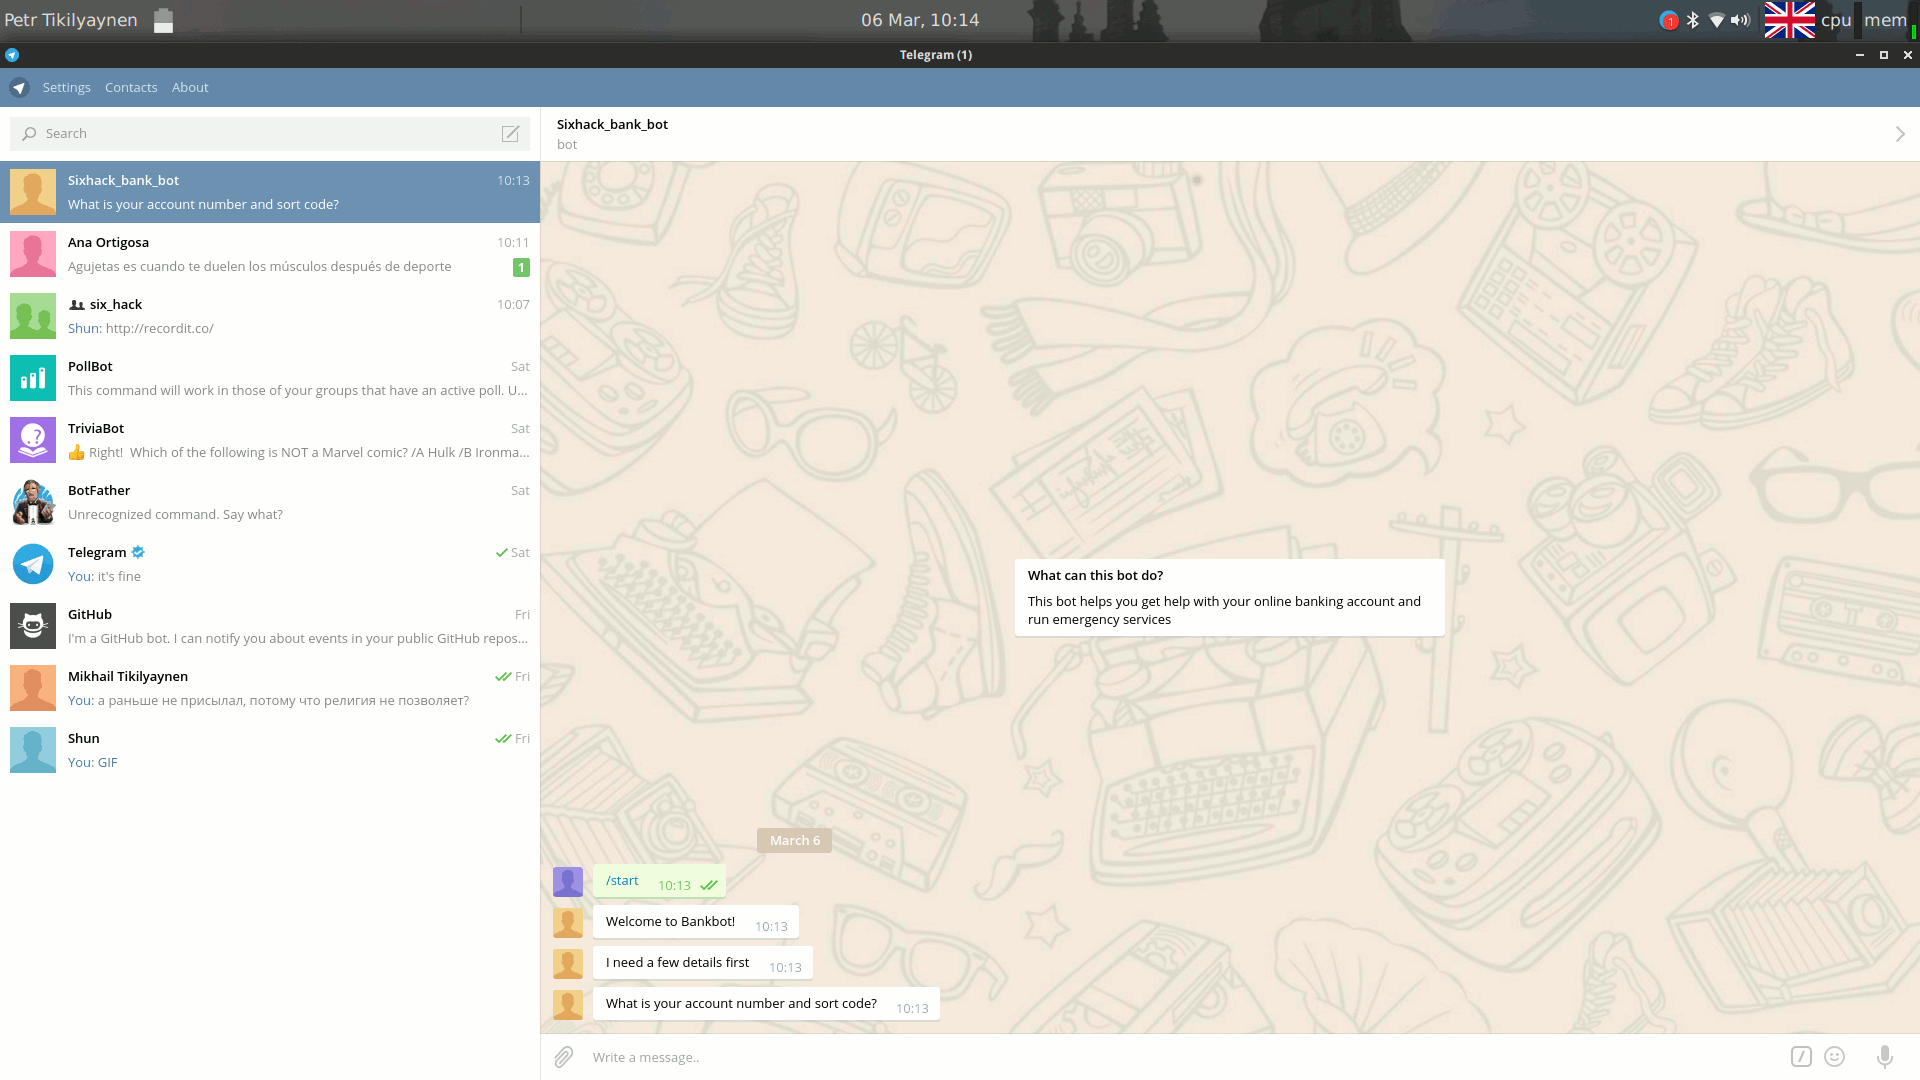 Petr Tikilyaynen
06 Mar, 10:14
1
cpu
mem
Telegram (1)
Settings Contacts About
Search
Sixhack_bank_bot 10:13
What is your account number and sort code?
Ana Ortigosa 10:11
Agujetas es cuando te duelen los músculos después de deporte 1
six_hack 10:07
Shun: http://recordit.co/
PollBot Sat
This command will work in those of your groups that have an active poll. U...
TriviaBot Sat
👍 Right! Which of the following is NOT a Marvel comic? /A Hulk /B Ironma...
BotFather Sat
Unrecognized command. Say what?
Telegram Sat
You: it's fine
GitHub Fri
I'm a GitHub bot. I can notify you about events in your public GitHub repos...
Mikhail Tikilyaynen Fri
You: а раньше не присылал, потому что религия не позволяет?
Shun Fri
You: GIF
Sixhack_bank_bot
bot
What can this bot do?
This bot helps you get help with your online banking account and
run emergency services
March 6
/start 10:13
Welcome to Bankbot! 10:13
I need a few details first 10:13
What is your account number and sort code? 10:13
Write a message..